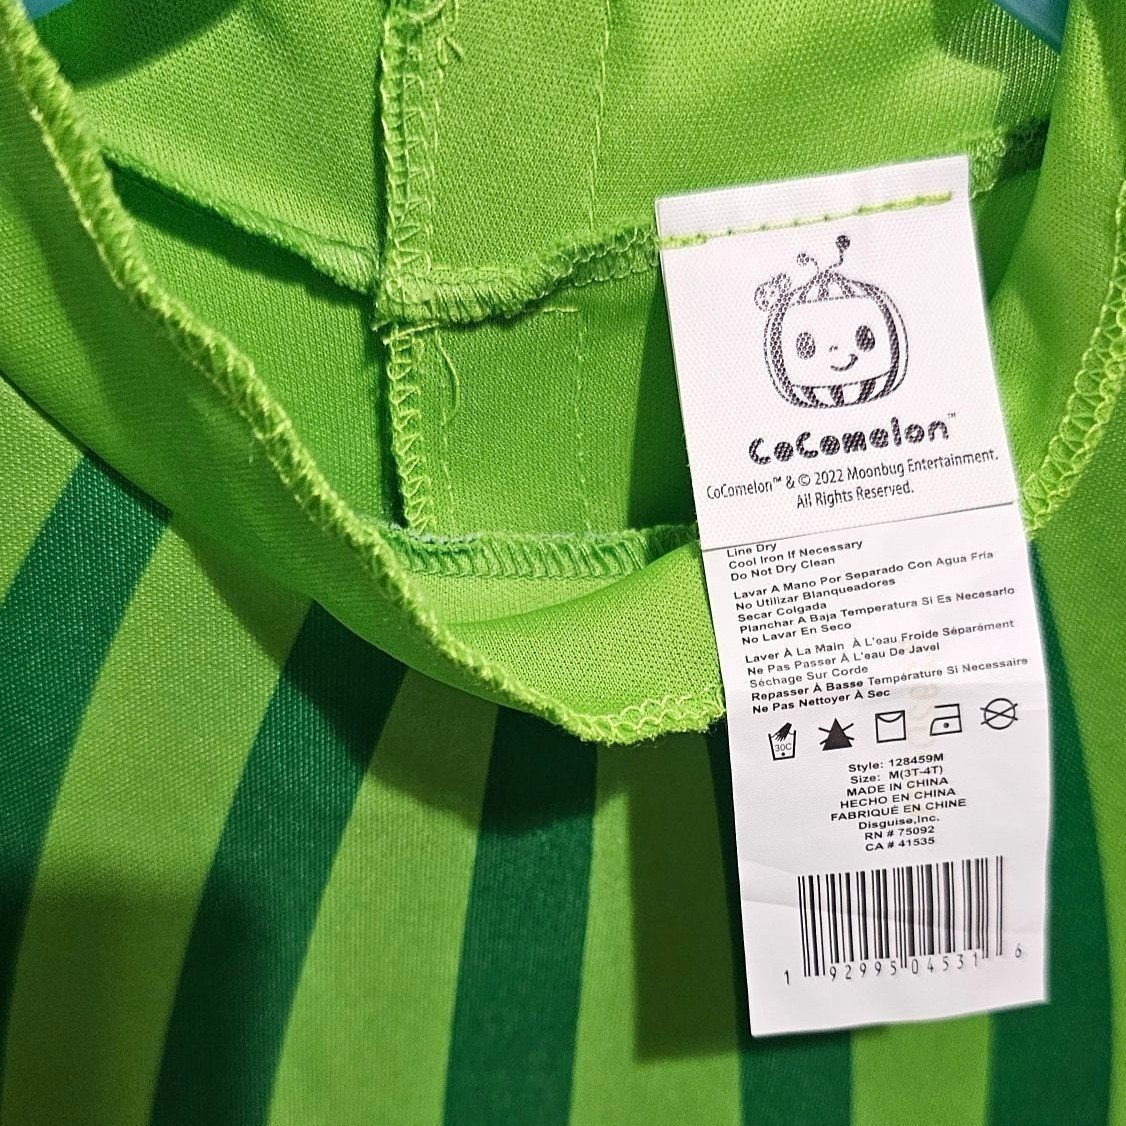 CoComelon™
CoComelon™ & © 2022 Moonbug Entertainment.
All Rights Reserved.
Line Dry
Cool Iron If Necessary
Do Not Dry Clean
Lavar A Mano Por Separado Con Agua Fría
No Utilizar Blanqueadores
Secar Colgada
Planchar A Baja Temperatura Si Es Necesarlo
No Lavar En Seco
Laver À La Main À L'eau Froide Séparément
Ne Pas Passer À L'eau De Javel
Séchage Sur Corde
Repasser À Basse Température Si Necessaire
Ne Pas Nettoyer À Sec
30C
Style: 128459M
Size: M(3T-4T)
MADE IN CHINA
HECHO EN CHINA
FABRIQUÉ EN CHINE
Disguise,Inc.
RN # 75092
CA # 41535
1 92995 04531 6